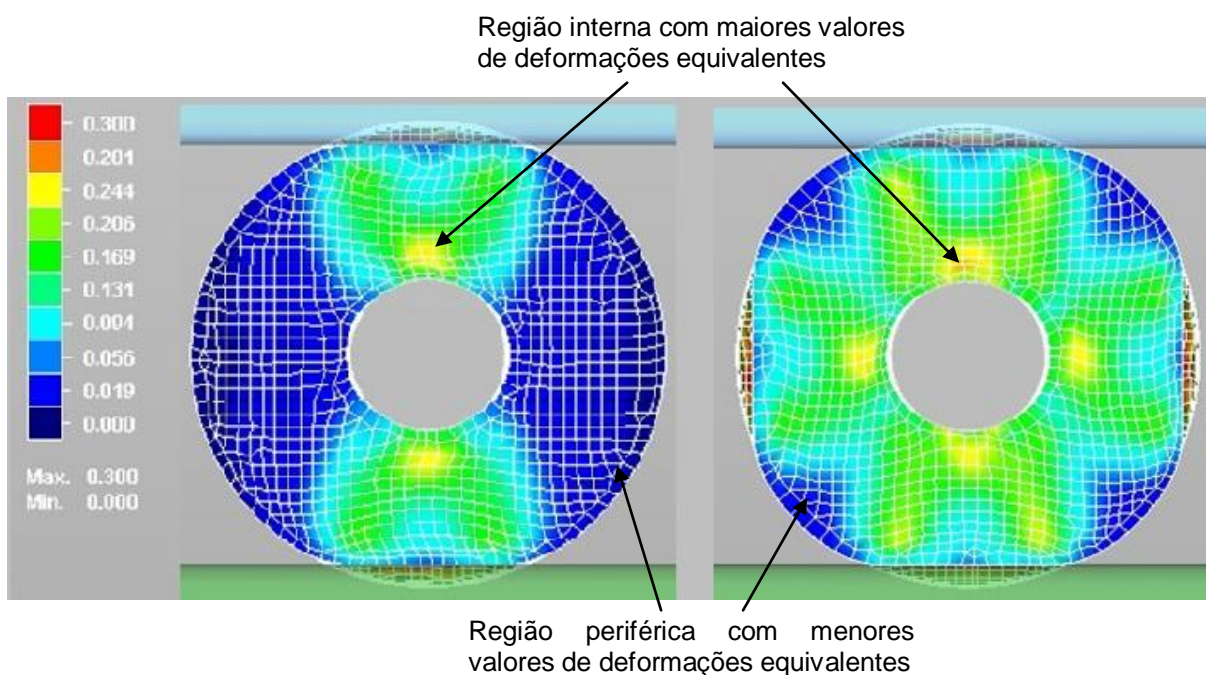 Região interna com maiores valores
de deformações equivalentes
0.300
0.201
0.244
0.206
0.169
0.131
0.004
0.056
0.019
0.000
Max. 0.300
Min. 0.000
Região periférica com menores
valores de deformações equivalentes